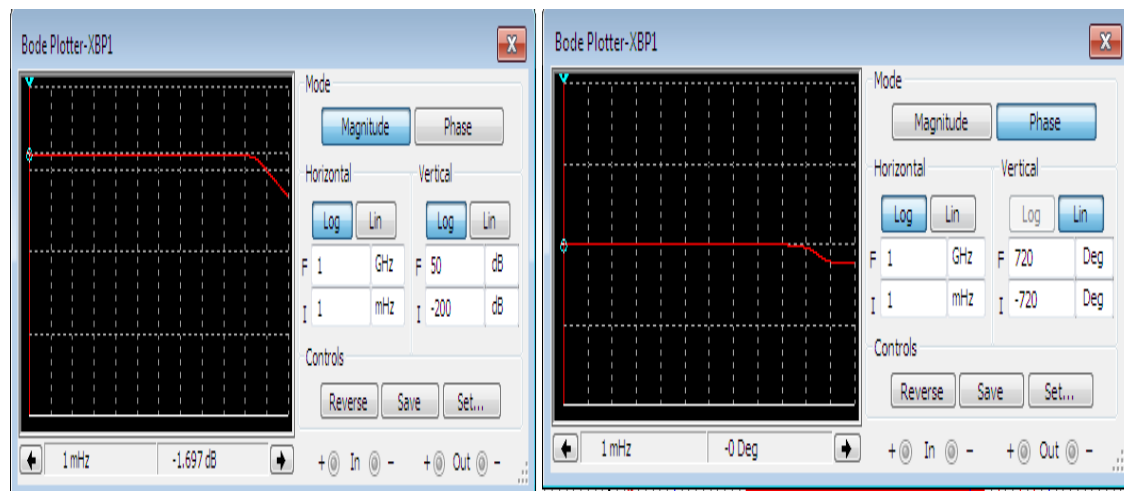 Bode Plotter-XBP1
X
Mode
Magnitude Phase
Horizontal Vertical
Log Lin Log Lin
F 1 GHz F 50 dB
I 1 mHz I -200 dB
Controls
Reverse Save Set...
1 mHz -1.697 dB + In - + Out -
Bode Plotter-XBP1
X
Mode
Magnitude Phase
Horizontal Vertical
Log Lin Log Lin
F 1 GHz F 720 Deg
I 1 mHz I -720 Deg
Controls
Reverse Save Set...
1 mHz -0 Deg + In - + Out -